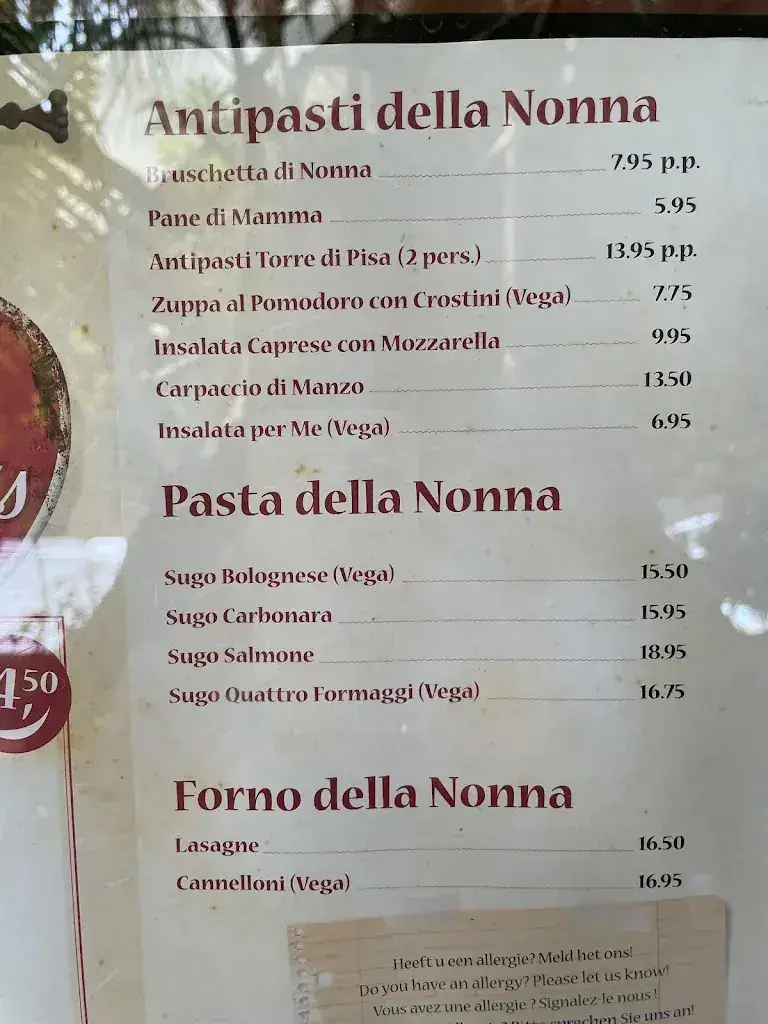 Antipasti della Nonna
Bruschetta di Nonna 7.95 p.p.
Pane di Mamma 5.95
Antipasti Torre di Pisa (2 pers.) 13.95 p.p.
Zuppa al Pomodoro con Crostini (Vega) 7.75
Insalata Caprese con Mozzarella 9.95
Carpaccio di Manzo 13.50
Insalata per Me (Vega) 6.95
Pasta della Nonna
Sugo Bolognese (Vega) 15.50
Sugo Carbonara 15.95
Sugo Salmone 18.95
Sugo Quattro Formaggi (Vega) 16.75
4,50
Forno della Nonna
Lasagne 16.50
Cannelloni (Vega) 16.95
Heeft u een allergie? Meld het ons!
Do you have an allergy? Please let us know!
Vous avez une allergie ? Signalez-le nous !
sprechen Sie uns an!